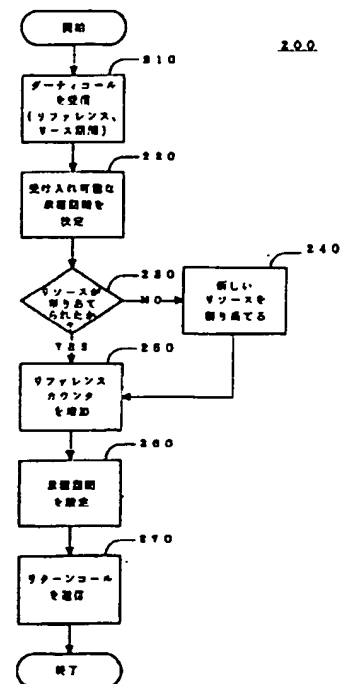 開始
200
210
ダーティコール
を受信
(リファレンス、
リース期間)
220
受け入れ可能な
承諾期間を
決定
230
リソースが
割りあて
られたか
?
NO
240
新しい
リソースを
割り当てる
YES
250
リファレンス
カウンタ
を増加
260
承諾期間
を設定
270
リターンコール
を送信
終了